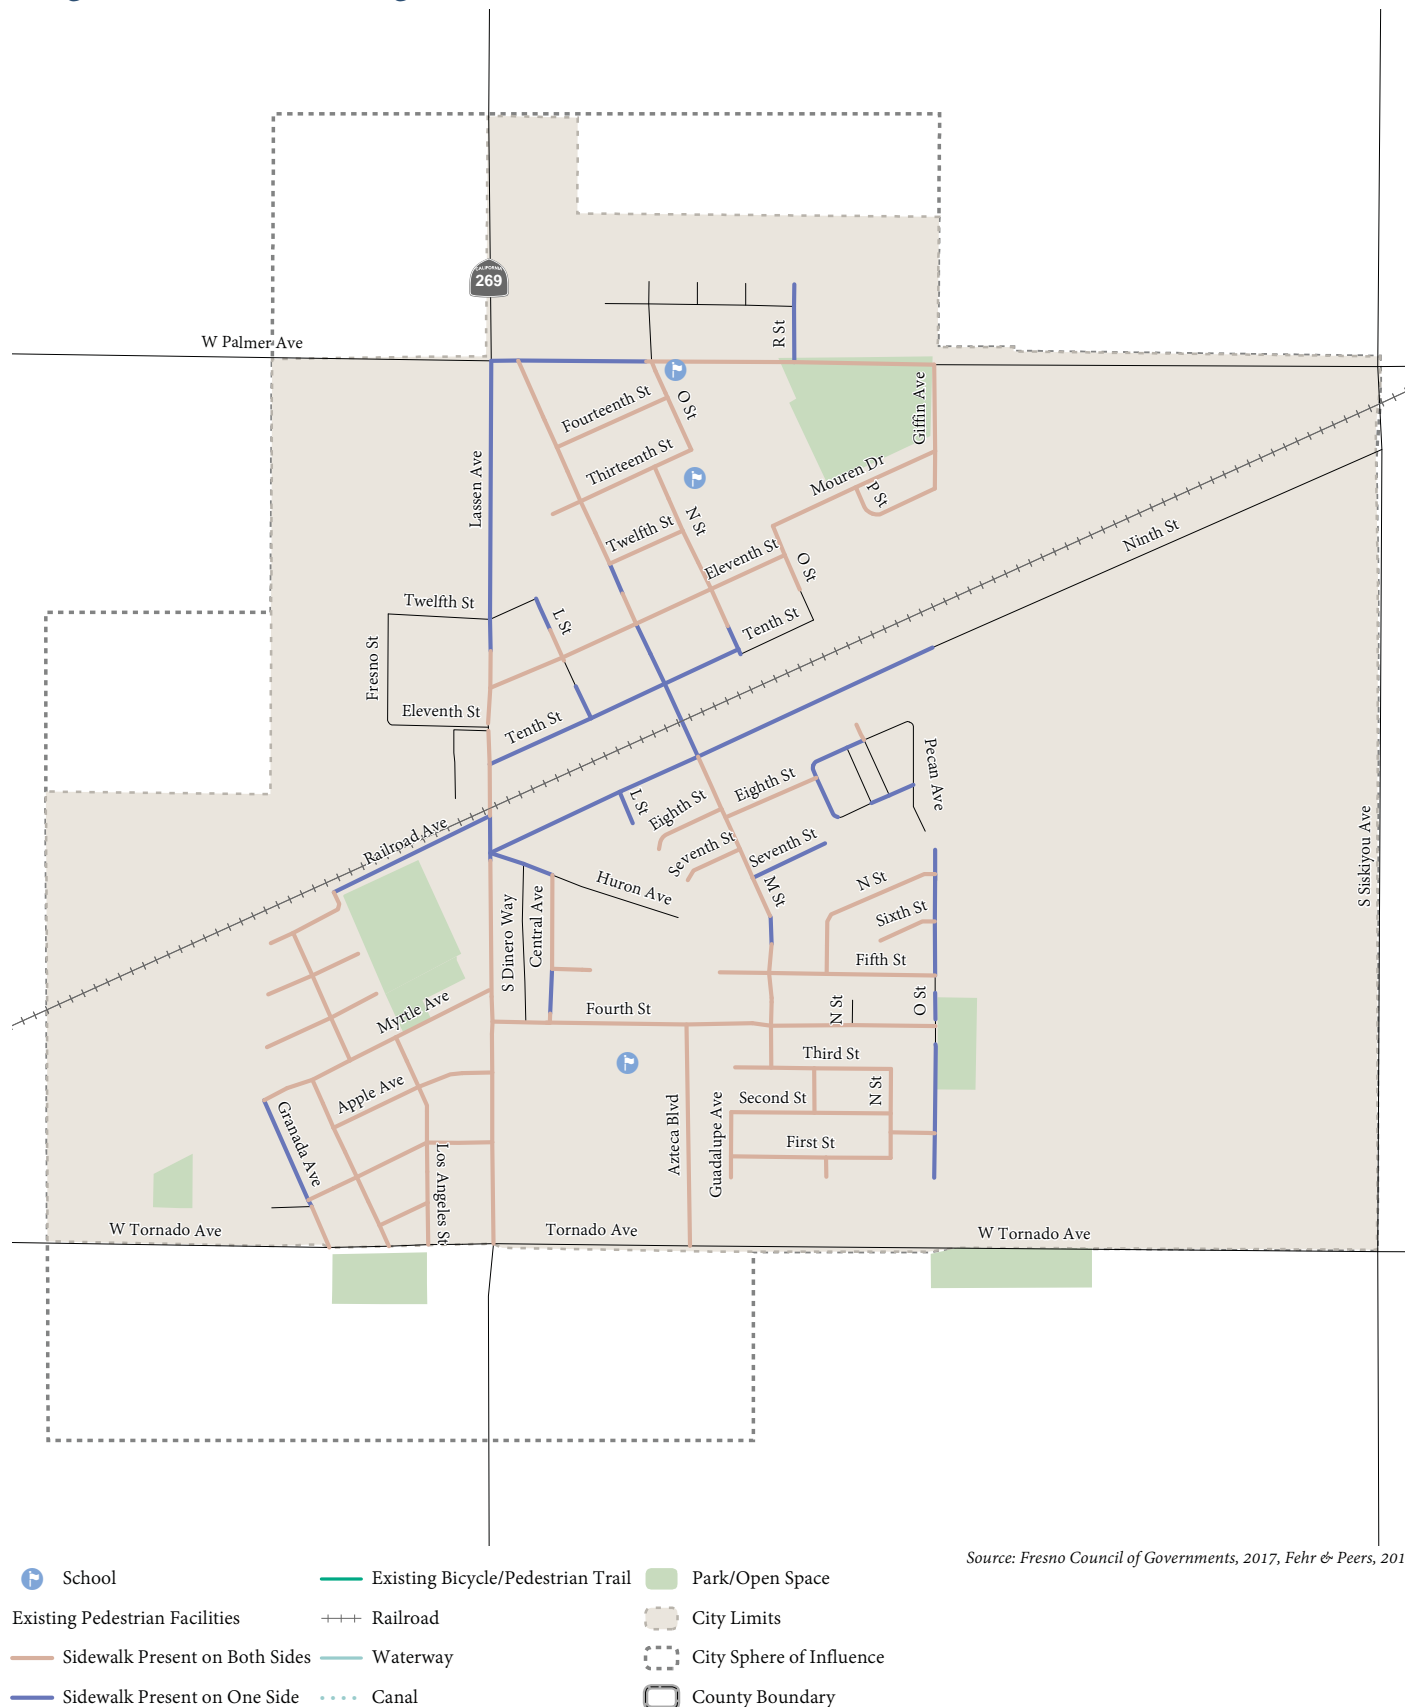 CALIFORNIA
269
W Palmer Ave
R St
Giffin Ave
Fourteenth St
O St
Thirteenth St
Lassen Ave
Mouren Dr
P St
N St
Twelfth St
Eleventh St
O St
Ninth St
Twelfth St
L St
Tenth St
Fresno St
Eleventh St
Tenth St
Pecan Ave
Eighth St
L St
Eighth St
S Siskiyou Ave
Railroad Ave
Seventh St
Seventh St
M St
Huron Ave
N St
S Dinero Way
Central Ave
Sixth St
Fifth St
Myrtle Ave
Fourth St
N St
O St
Third St
Apple Ave
Second St
N St
Granada Ave
Azteca Blvd
Guadalupe Ave
First St
Los Angeles St
W Tornado Ave
Tornado Ave
W Tornado Ave
Source: Fresno Council of Governments, 2017, Fehr & Peers, 201
School
Existing Bicycle/Pedestrian Trail
Park/Open Space
Existing Pedestrian Facilities
Railroad
City Limits
Sidewalk Present on Both Sides
Waterway
City Sphere of Influence
Sidewalk Present on One Side
Canal
County Boundary